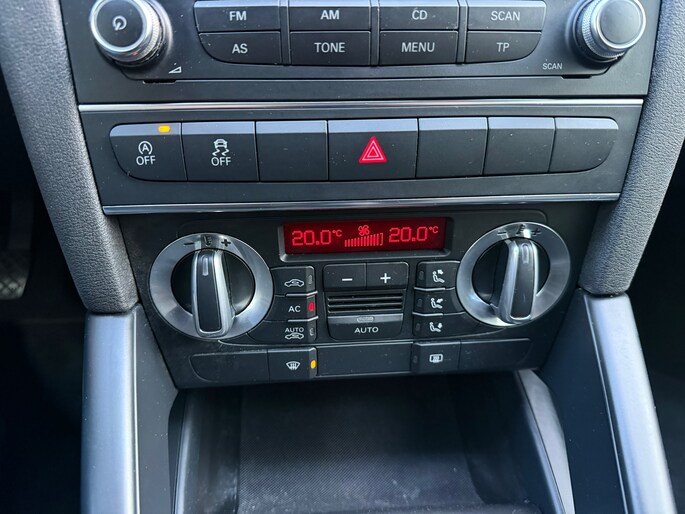 FM AM CD SCAN
AS TONE MENU TP
SCAN
A OFF OFF
20.0°C 20.0°C
- + - +
AC
AUTO AUTO